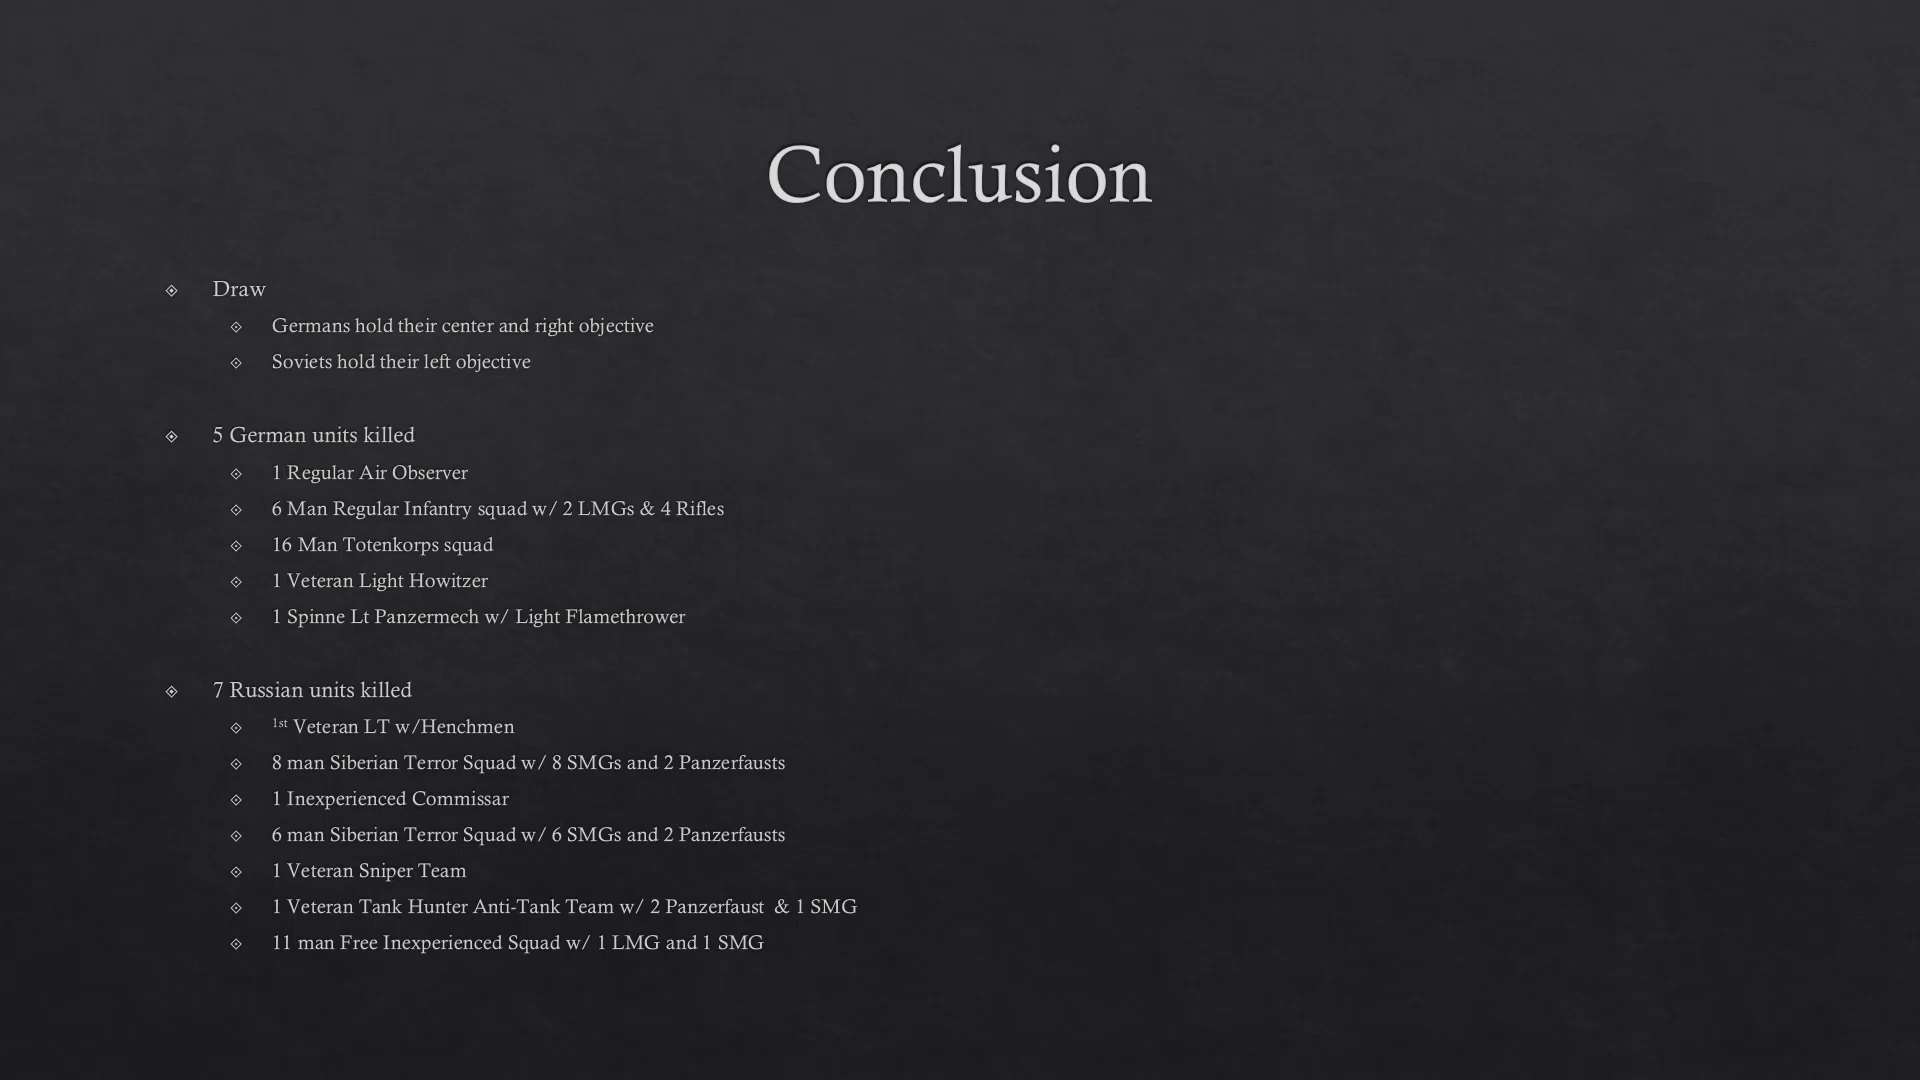 Conclusion
Draw
Germans hold their center and right objective
Soviets hold their left objective
5 German units killed
1 Regular Air Observer
6 Man Regular Infantry squad w/ 2 LMGs & 4 Rifles
16 Man Totenkorps squad
1 Veteran Light Howitzer
1 Spinne Lt Panzermech w/ Light Flamethrower
7 Russian units killed
1st Veteran LT w/Henchmen
8 man Siberian Terror Squad w/ 8 SMGs and 2 Panzerfausts
1 Inexperienced Commissar
6 man Siberian Terror Squad w/ 6 SMGs and 2 Panzerfausts
1 Veteran Sniper Team
1 Veteran Tank Hunter Anti-Tank Team w/ 2 Panzerfaust  & 1 SMG
11 man Free Inexperienced Squad w/ 1 LMG and 1 SMG